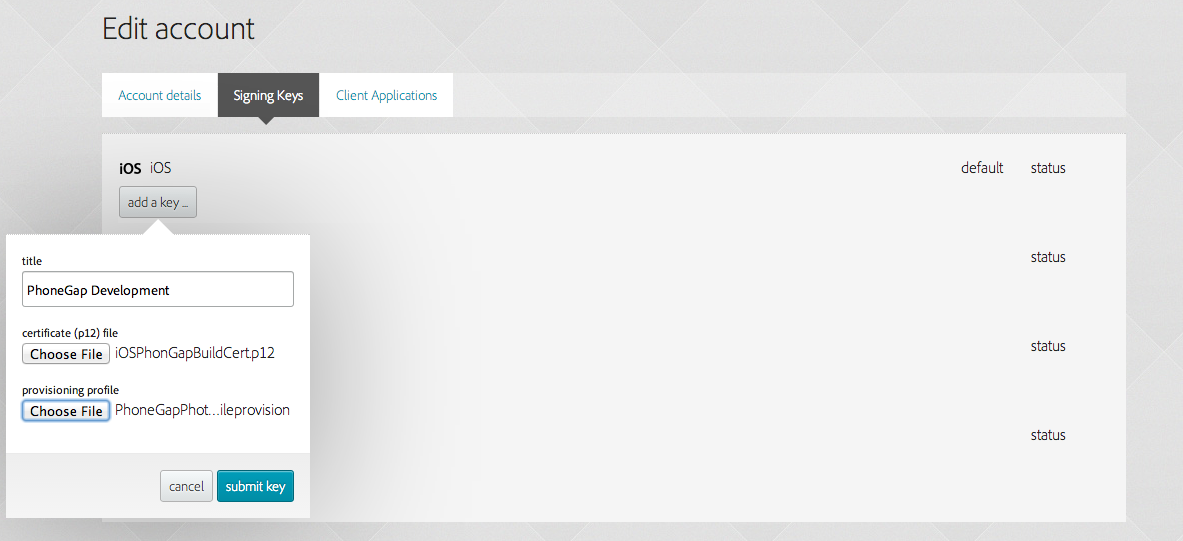 Edit account
Account details Signing Keys Client Applications
iOS iOS default status
add a key ...
title
status
PhoneGap Development
certificate (p12) file
Choose File iOSPhonGapBuildCert.p12
status
provisioning profile
Choose File PhoneGapPhot...ileprovision
status
cancel submit key